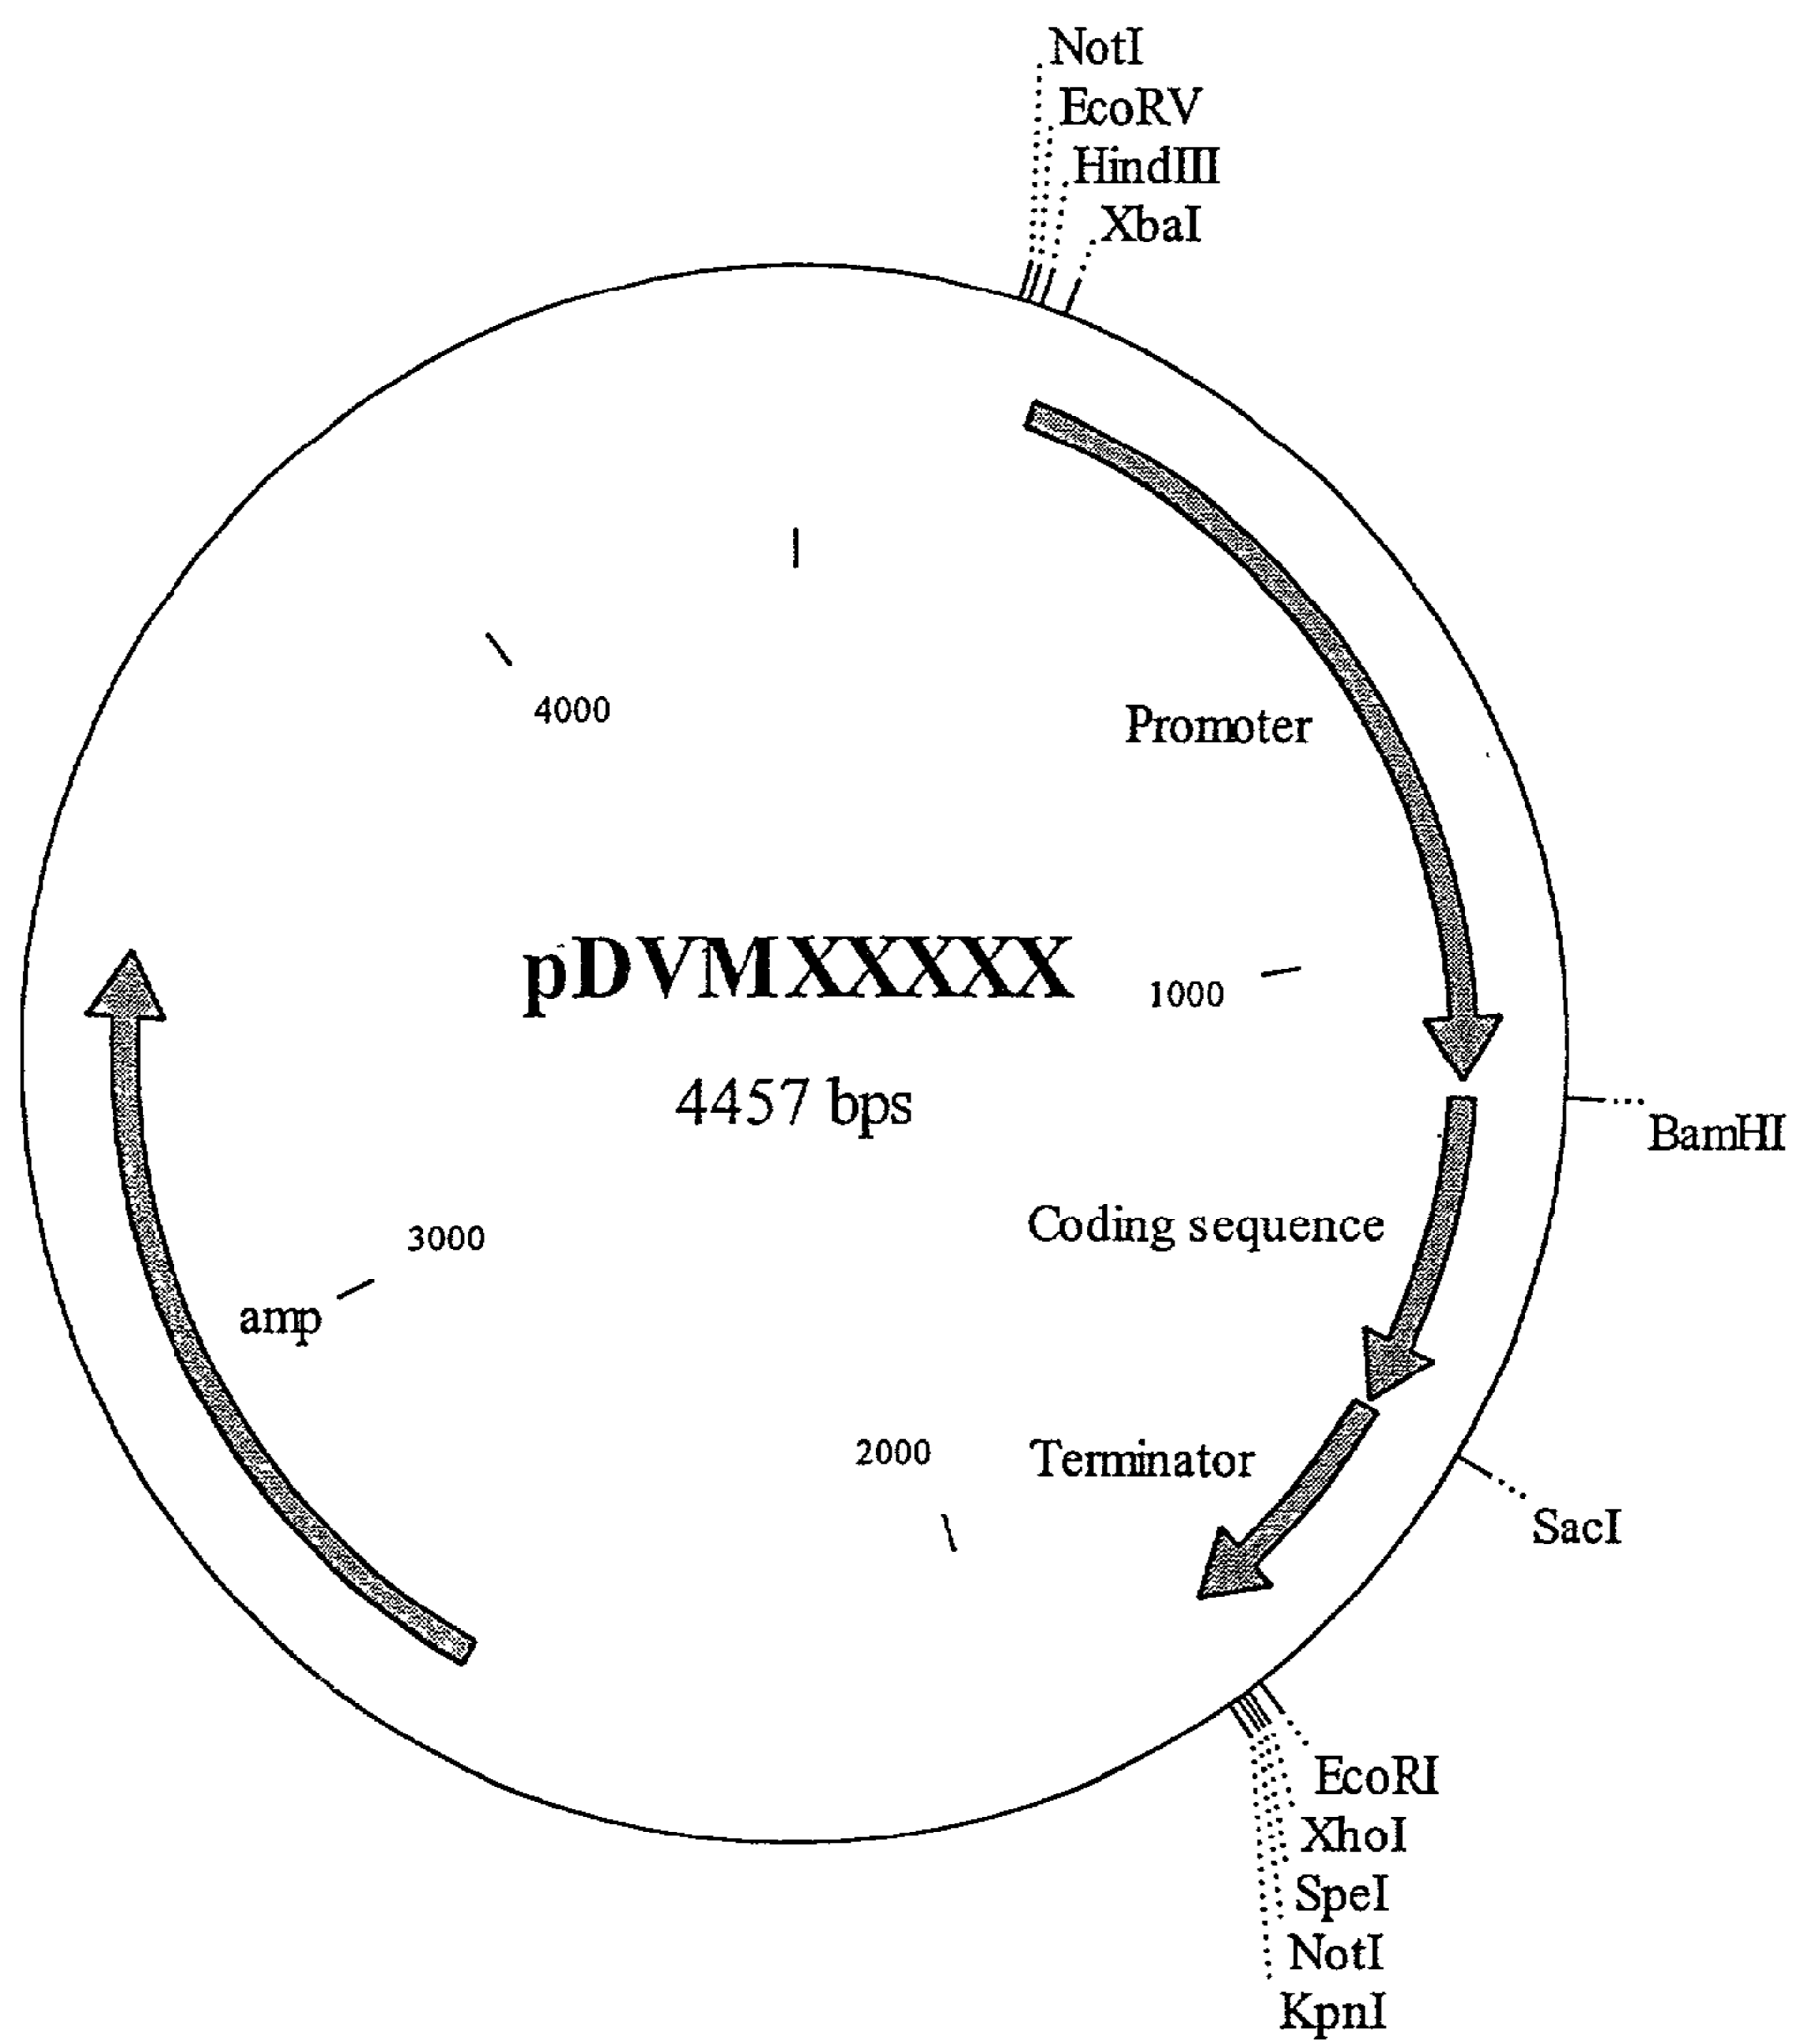 NotI
EcoRV
HindIII
XbaI
4000
Promoter
pDVMXXXXX
1000
4457 bps
BamHI
Coding sequence
3000
amp
2000
Terminator
SacI
EcoRI
XhoI
SpeI
NotI
KpnI